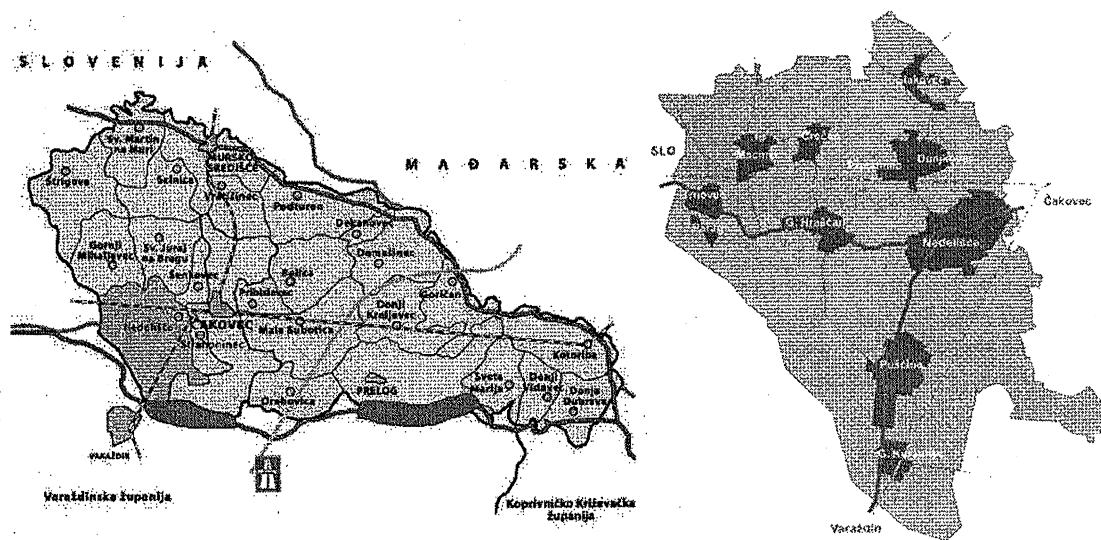 SLOVENIJA
MAĐARSKA
Sv. Martin
na Muri
MURSKO
SREDIŠĆE
Štrigova
Selnica
Vratišinec
Podturen
Dekanovec
Domašinec
Gornji
Mihaljevec
Sv. Juraj
na Bregu
Šenkovec
Belica
Pribislavec
Goričan
Donji
Kraljevec
Nedelišće
ČAKOVEC
Mala Subotica
Strahoninec
Kotoriba
Sveta
Marija
Donji
Vidovec
Donja
Dubrava
Orehovica
PRELOG
VARAŽDIN
Varaždinska županija
Koprivničko Križevačka
županija
SLO
Čakovec
Nedelišće
Varaždin